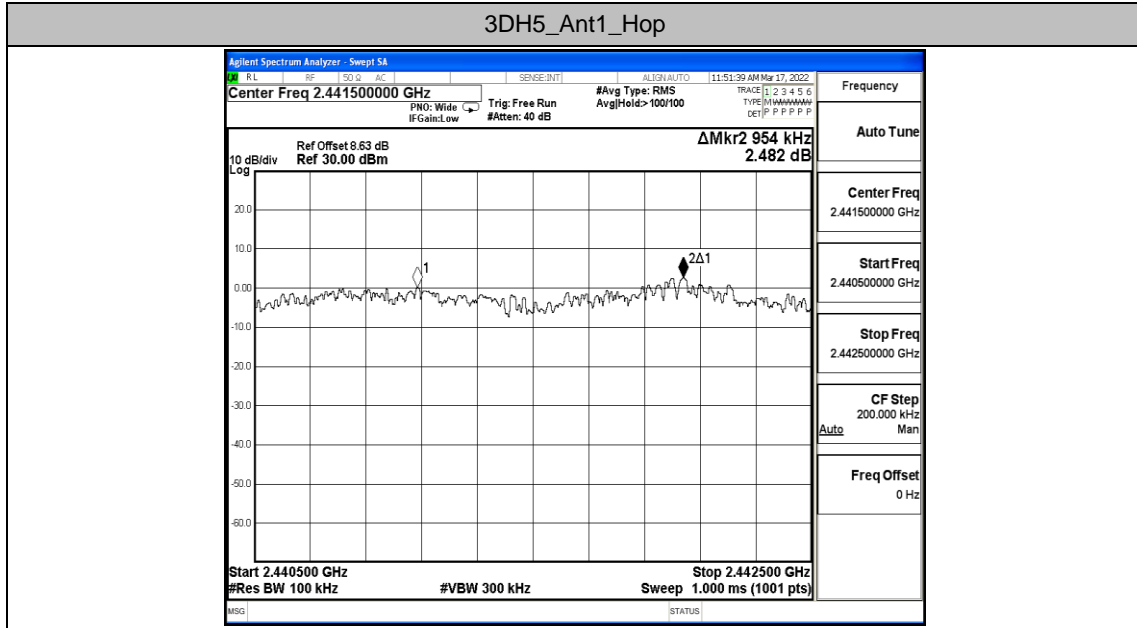 3DH5_Ant1_Hop
Agilent Spectrum Analyzer - Swept SA
RL RF 50 Ω AC SENSE:INT ALIGN AUTO 11:51:39 AM Mar 17, 2022
Center Freq 2.441500000 GHz
PNO: Wide
IFGain:Low
Trig: Free Run
#Atten: 40 dB
#Avg Type: RMS
Avg|Hold:> 100/100
TRACE 1 2 3 4 5 6
TYPE M
DET P P P P P P
Frequency
ΔMkr2 954 kHz
2.482 dB
Ref Offset 8.63 dB
10 dB/div Ref 30.00 dBm
Log
20.0
10.0
0.00
-10.0
-20.0
-30.0
-40.0
-50.0
-60.0
1
2Δ1
Start 2.440500 GHz Stop 2.442500 GHz
#Res BW 100 kHz #VBW 300 kHz Sweep 1.000 ms (1001 pts)
MSG STATUS
Auto Tune
Center Freq
2.441500000 GHz
Start Freq
2.440500000 GHz
Stop Freq
2.442500000 GHz
CF Step
200.000 kHz
Auto Man
Freq Offset
0 Hz